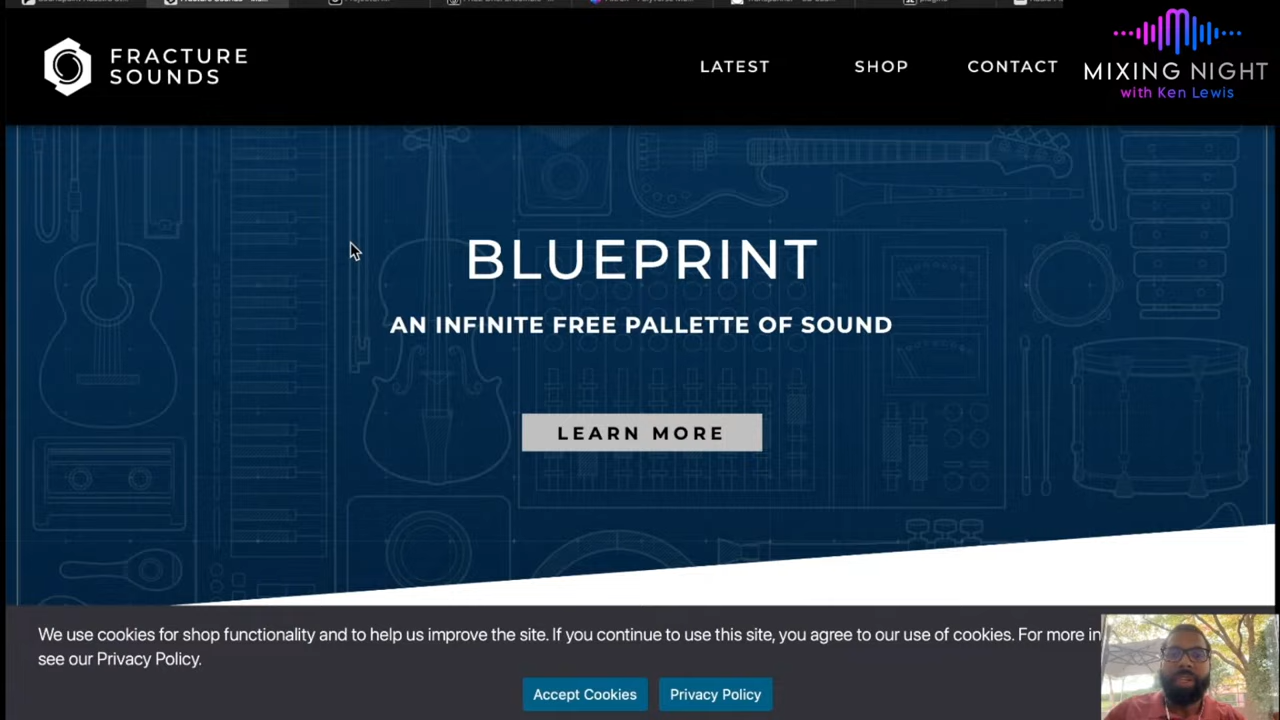 FRACTURE
SOUNDS
LATEST
SHOP
CONTACT
MIXING NIGHT
with Ken Lewis
BLUEPRINT
AN INFINITE FREE PALLETTE OF SOUND
LEARN MORE
We use cookies for shop functionality and to help us improve the site. If you continue to use this site, you agree to our use of cookies. For more in
see our Privacy Policy.
Accept Cookies
Privacy Policy